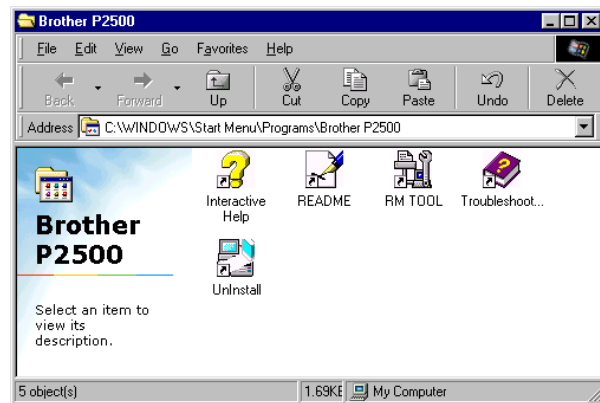 Brother P2500
File Edit View Go Favorites Help
Back Forward Up Cut Copy Paste Undo Delete
Address C:\WINDOWS\Start Menu\Programs\Brother P2500
Brother
P2500
Select an item to
view its
description.
Interactive
Help
README
RM TOOL
Troubleshoot...
UnInstall
5 object(s) 1.69KB My Computer